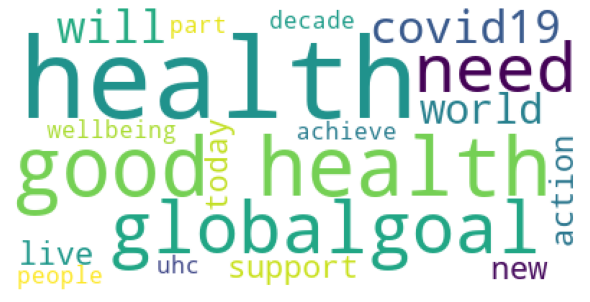 will part decade covid19
health need
world
wellbeing today achieve
good health action
globalgoal
live uhc support new
people